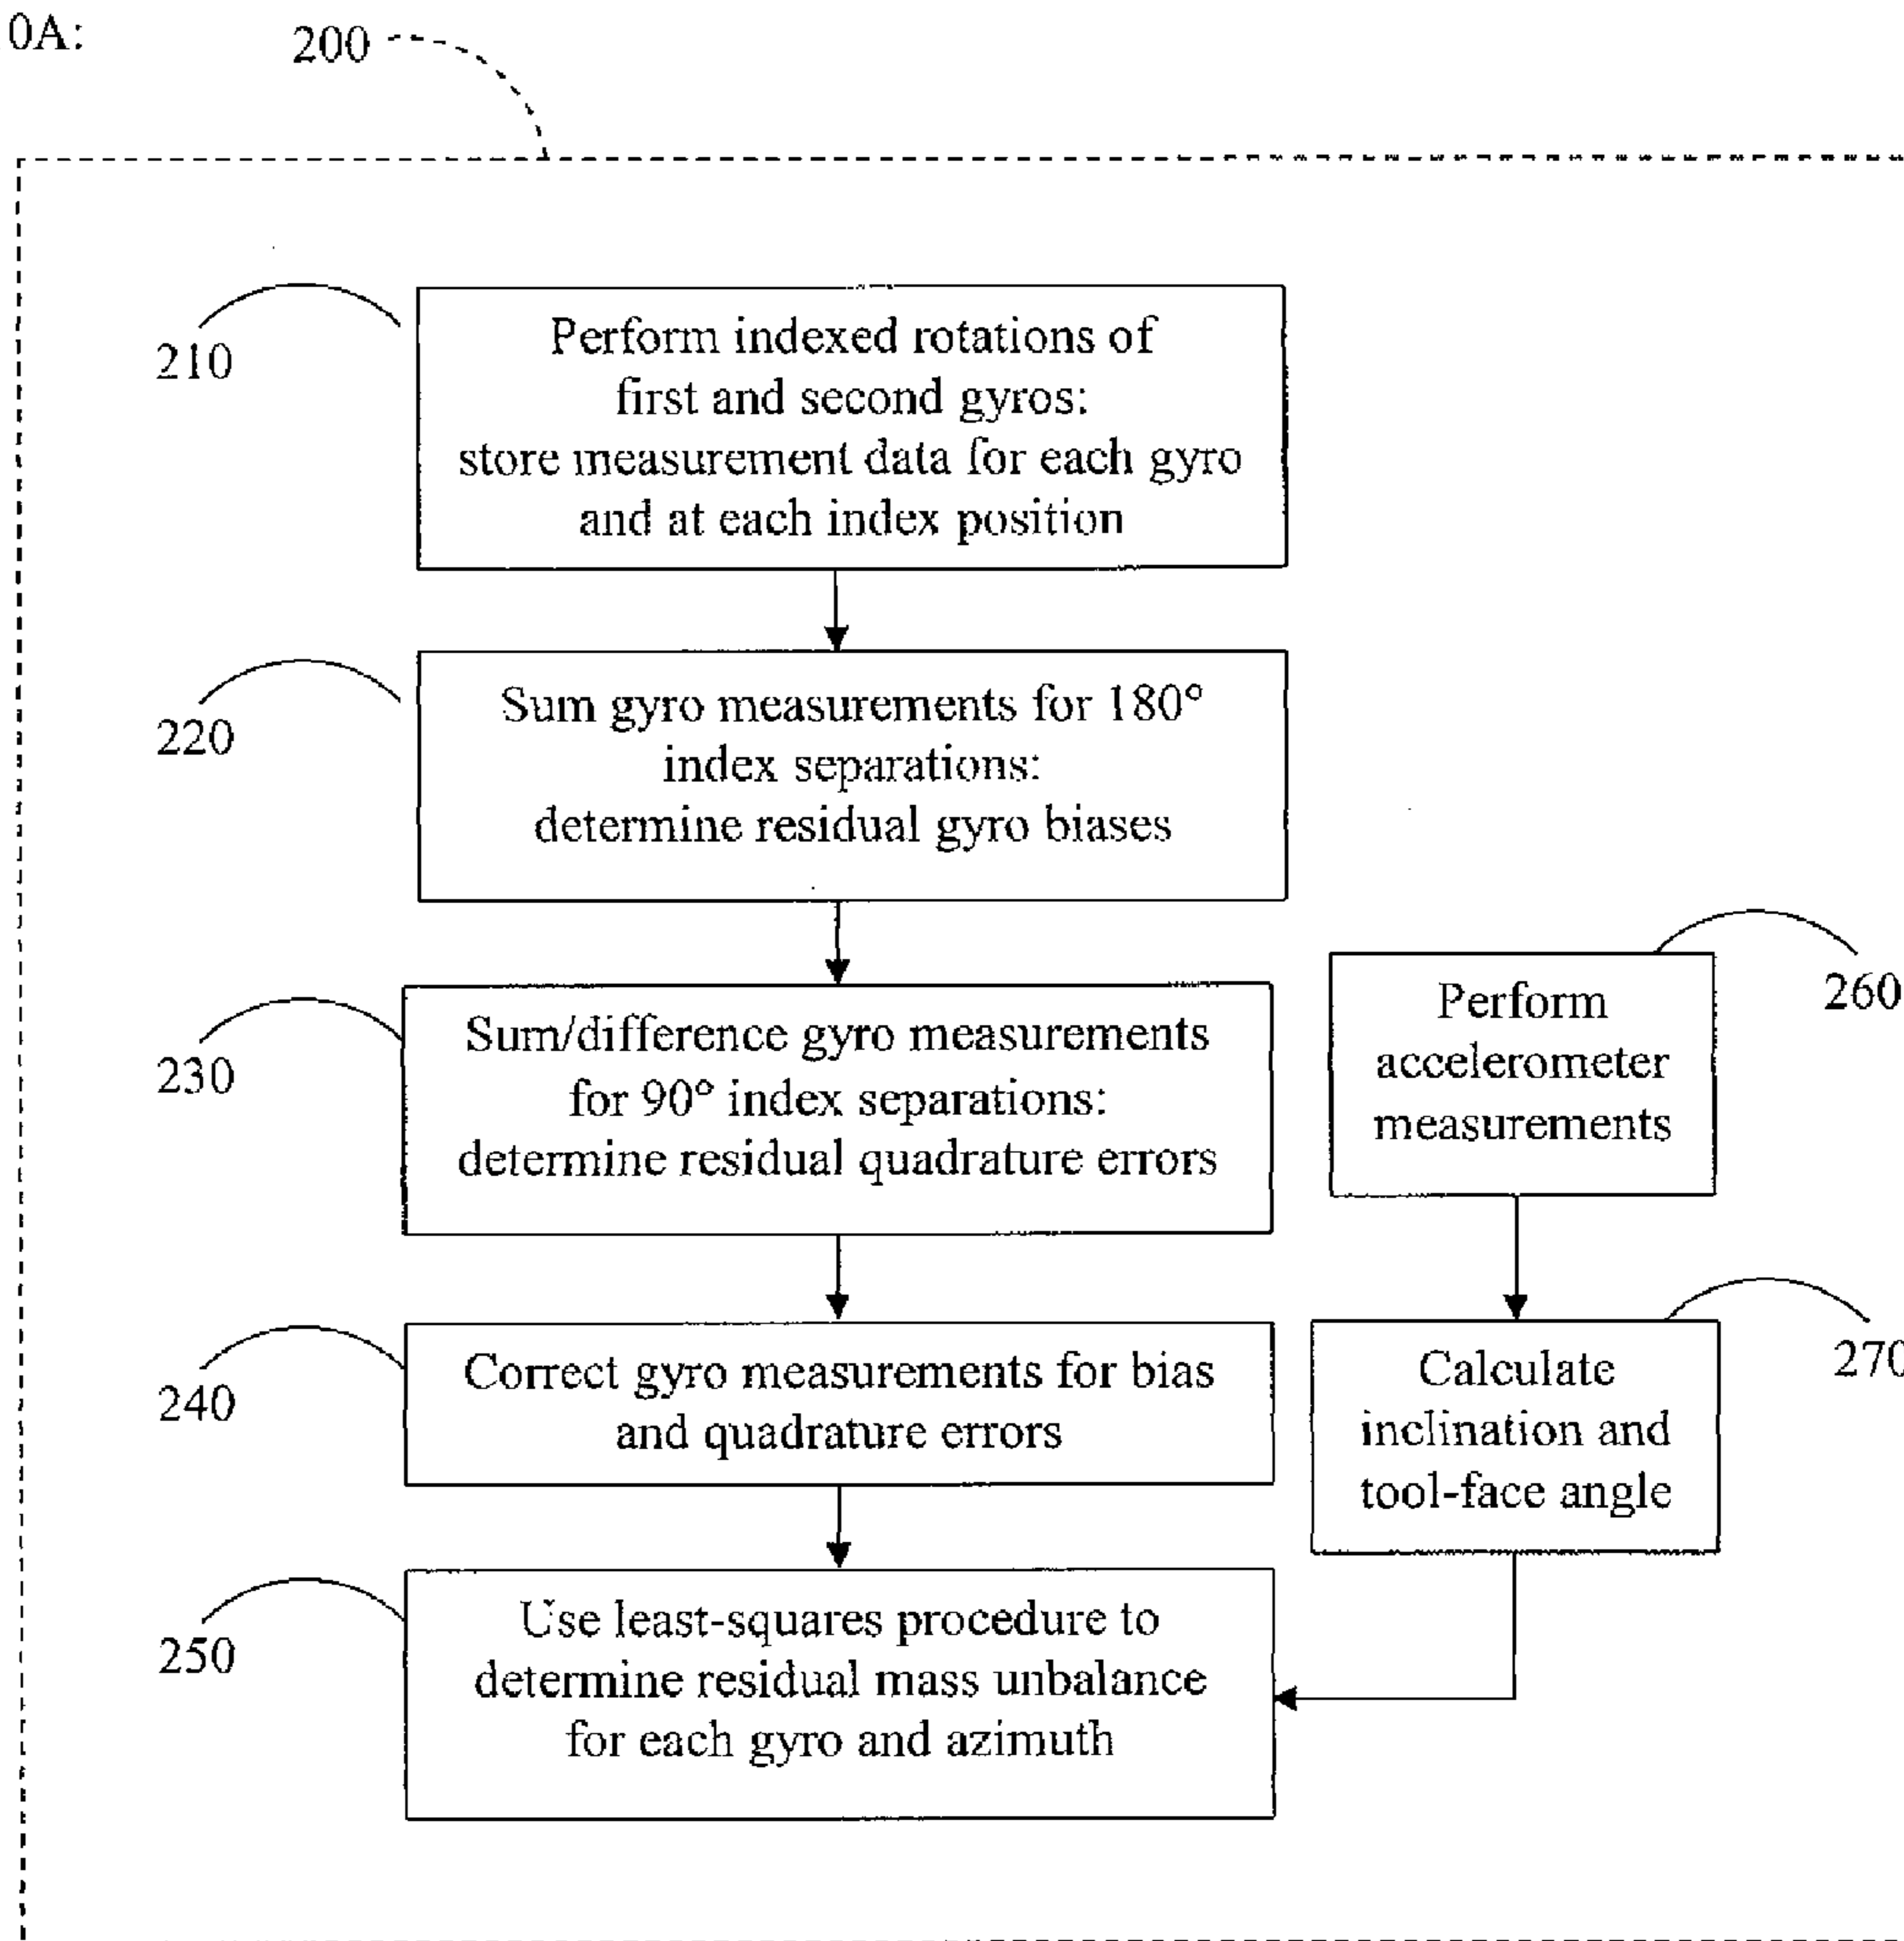 0A:
200
210
Perform indexed rotations of
first and second gyros:
store measurement data for each gyro
and at each index position
220
Sum gyro measurements for 180°
index separations:
determine residual gyro biases
230
Sum/difference gyro measurements
for 90° index separations:
determine residual quadrature errors
260
Perform
accelerometer
measurements
240
Correct gyro measurements for bias
and quadrature errors
270
Calculate
inclination and
tool-face angle
250
Use least-squares procedure to
determine residual mass unbalance
for each gyro and azimuth